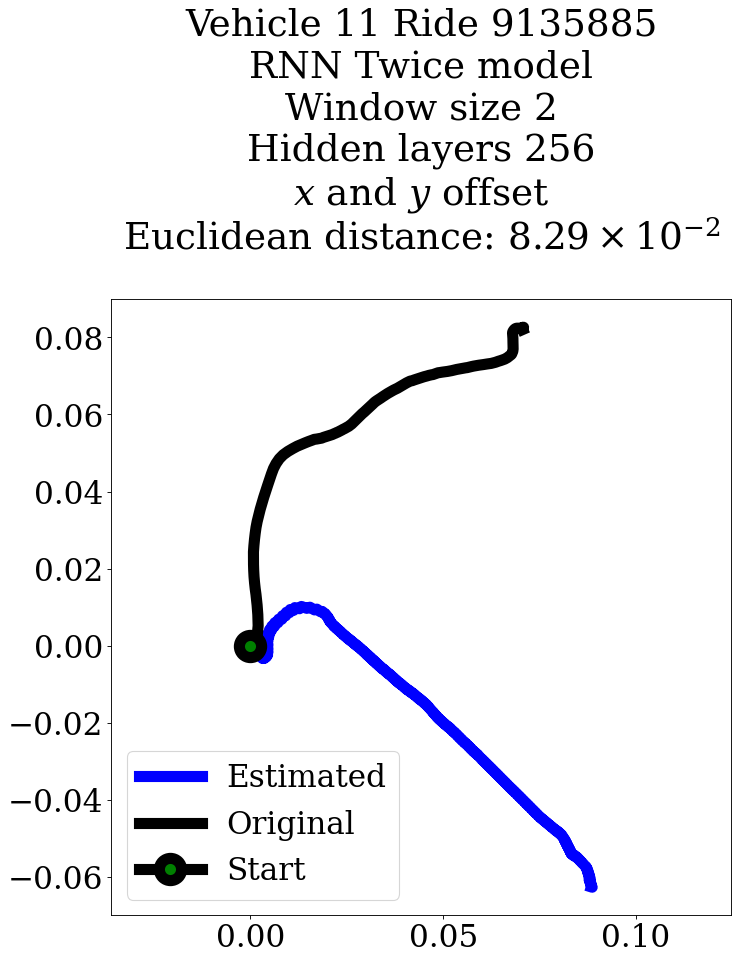 Vehicle 11 Ride 9135885
RNN Twice model
Window size 2
Hidden layers 256
x and y offset
Euclidean distance: 8.29 × 10⁻²
0.08
0.06
0.04
0.02
0.00
−0.02
−0.04
−0.06
Estimated
Original
Start
0.00
0.05
0.10